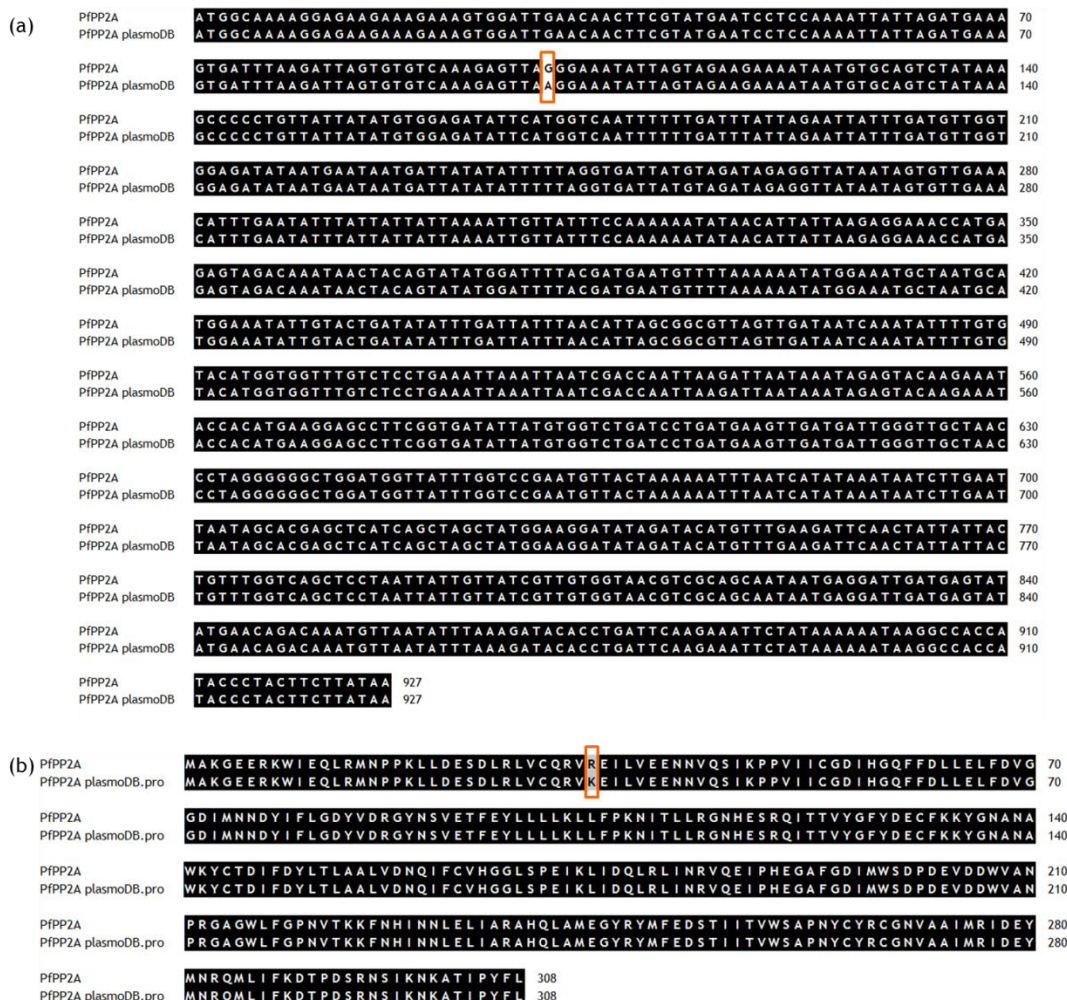 (a)
PfPP2A ATGGCAAAAGGAGAAGAAAGAAAGTGGATTGAACAACTTCGTATGAATCCTCCAAAATTATTAGATGAAA 70
PfPP2A plasmoDB ATGGCAAAAGGAGAAGAAAGAAAGTGGATTGAACAACTTCGTATGAATCCTCCAAAATTATTAGATGAAA 70
PfPP2A GTGATTTAAGATTAGTGTGTCAAAGAGTTAGGGAAATATTAGTAGAAGAAAATAATGTGCAGTCTATAAA 140
PfPP2A plasmoDB GTGATTTAAGATTAGTGTGTCAAAGAGTTAAGGAAATATTAGTAGAAGAAAATAATGTGCAGTCTATAAA 140
PfPP2A GCCCCCTGTTATTATATGTGGAGATATTCATGGTCAATTTTTTGATTTATTAGAATTATTTGATGTTGGT 210
PfPP2A plasmoDB GCCCCCTGTTATTATATGTGGAGATATTCATGGTCAATTTTTTGATTTATTAGAATTATTTGATGTTGGT 210
PfPP2A GGAGATATAATGAATAATGATTATATATTTTTAGGTGATTATGTAGATAGAGGTTATAATAGTGTTGAAA 280
PfPP2A plasmoDB GGAGATATAATGAATAATGATTATATATTTTTAGGTGATTATGTAGATAGAGGTTATAATAGTGTTGAAA 280
PfPP2A CATTTGAATATTTATTATTATTAAAATTGTTATTTCCAAAAAATATAACATTATTAAGAGGAAACCATGA 350
PfPP2A plasmoDB CATTTGAATATTTATTATTATTAAAATTGTTATTTCCAAAAAATATAACATTATTAAGAGGAAACCATGA 350
PfPP2A GAGTAGACAAATAACTACAGTATATGGATTTTACGATGAATGTTTTAAAAAATATGGAAATGCTAATGCA 420
PfPP2A plasmoDB GAGTAGACAAATAACTACAGTATATGGATTTTACGATGAATGTTTTAAAAAATATGGAAATGCTAATGCA 420
PfPP2A TGGAAATATTGTACTGATATATTTGATTATTTAACATTAGCGGCGTTAGTTGATAATCAAATATTTTGTG 490
PfPP2A plasmoDB TGGAAATATTGTACTGATATATTTGATTATTTAACATTAGCGGCGTTAGTTGATAATCAAATATTTTGTG 490
PfPP2A TACATGGTGGTTTGTCTCCTGAAATTAAATTAATCGACCAATTAAGATTAATAAATAGAGTACAAGAAAT 560
PfPP2A plasmoDB TACATGGTGGTTTGTCTCCTGAAATTAAATTAATCGACCAATTAAGATTAATAAATAGAGTACAAGAAAT 560
PfPP2A ACCACATGAAGGAGCCTTCGGTGATATTATGTGGTCTGATCCTGATGAAGTTGATGATTGGGTTGCTAAC 630
PfPP2A plasmoDB ACCACATGAAGGAGCCTTCGGTGATATTATGTGGTCTGATCCTGATGAAGTTGATGATTGGGTTGCTAAC 630
PfPP2A CCTAGGGGGGCTGGATGGTTATTTGGTCCGAATGTTACTAAAAAATTTAATCATATAAATAATCTTGAAT 700
PfPP2A plasmoDB CCTAGGGGGGCTGGATGGTTATTTGGTCCGAATGTTACTAAAAAATTTAATCATATAAATAATCTTGAAT 700
PfPP2A TAATAGCACGAGCTCATCAGCTAGCTATGGAAGGATATAGATACATGTTTGAAGATTCAACTATTATTAC 770
PfPP2A plasmoDB TAATAGCACGAGCTCATCAGCTAGCTATGGAAGGATATAGATACATGTTTGAAGATTCAACTATTATTAC 770
PfPP2A TGTTTGGTCAGCTCCTAATTATTGTTATCGTTGTGGTAACGTCGCAGCAATAATGAGGATTGATGAGTAT 840
PfPP2A plasmoDB TGTTTGGTCAGCTCCTAATTATTGTTATCGTTGTGGTAACGTCGCAGCAATAATGAGGATTGATGAGTAT 840
PfPP2A ATGAACAGACAAATGTTAATATTTAAAGATACACCTGATTCAAGAAATTCTATAAAAAATAAGGCCACCA 910
PfPP2A plasmoDB ATGAACAGACAAATGTTAATATTTAAAGATACACCTGATTCAAGAAATTCTATAAAAAATAAGGCCACCA 910
PfPP2A TACCCTACTTCTTATAA 927
PfPP2A plasmoDB TACCCTACTTCTTATAA 927
(b)
PfPP2A MAKGEERKWIEQLRMNPPKLLDESDLRLVCQRVREILVEENNVQSIKPPVIICGDIHGQFFDLLELFDVG 70
PfPP2A plasmoDB.pro MAKGEERKWIEQLRMNPPKLLDESDLRLVCQRVKEILVEENNVQSIKPPVIICGDIHGQFFDLLELFDVG 70
PfPP2A GDIMNNDYIFLGDYVDRGYNSVETFEYLLLLKLLFPKNITLLRGNHESRQITTVYGFYDECFKKYGNANA 140
PfPP2A plasmoDB.pro GDIMNNDYIFLGDYVDRGYNSVETFEYLLLLKLLFPKNITLLRGNHESRQITTVYGFYDECFKKYGNANA 140
PfPP2A WKYCTDIFDYLTLAALVDNQIFCVHGGLSPEIKLIDQLRLINRVQEIPHEGAFGDIMWSDPDEVDDWVAN 210
PfPP2A plasmoDB.pro WKYCTDIFDYLTLAALVDNQIFCVHGGLSPEIKLIDQLRLINRVQEIPHEGAFGDIMWSDPDEVDDWVAN 210
PfPP2A PRGAGWLFGPNVTKKFNHINNLELIARAHQLAMEGYRYMFEDSTIITVWSAPNYCYRCGNVAAIMRIDEY 280
PfPP2A plasmoDB.pro PRGAGWLFGPNVTKKFNHINNLELIARAHQLAMEGYRYMFEDSTIITVWSAPNYCYRCGNVAAIMRIDEY 280
PfPP2A MNRQMLIFKDTPDSRNSIKNKATIPYFL 308
PfPP2A plasmoDB.pro MNRQMLIFKDTPDSRNSIKNKATIPYFL 308